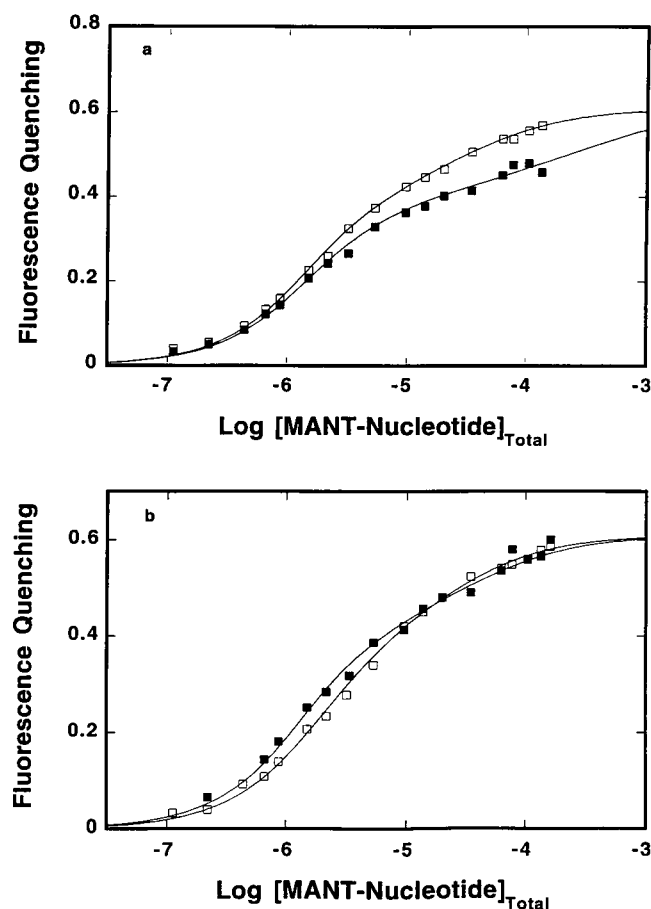 a
0.8
0.6
0.4
0.2
0
Fluorescence Quenching
-7 -6 -5 -4 -3
Log [MANT-Nucleotide]Total
b
0.6
0.4
0.2
0
Fluorescence Quenching
-7 -6 -5 -4 -3
Log [MANT-Nucleotide]Total